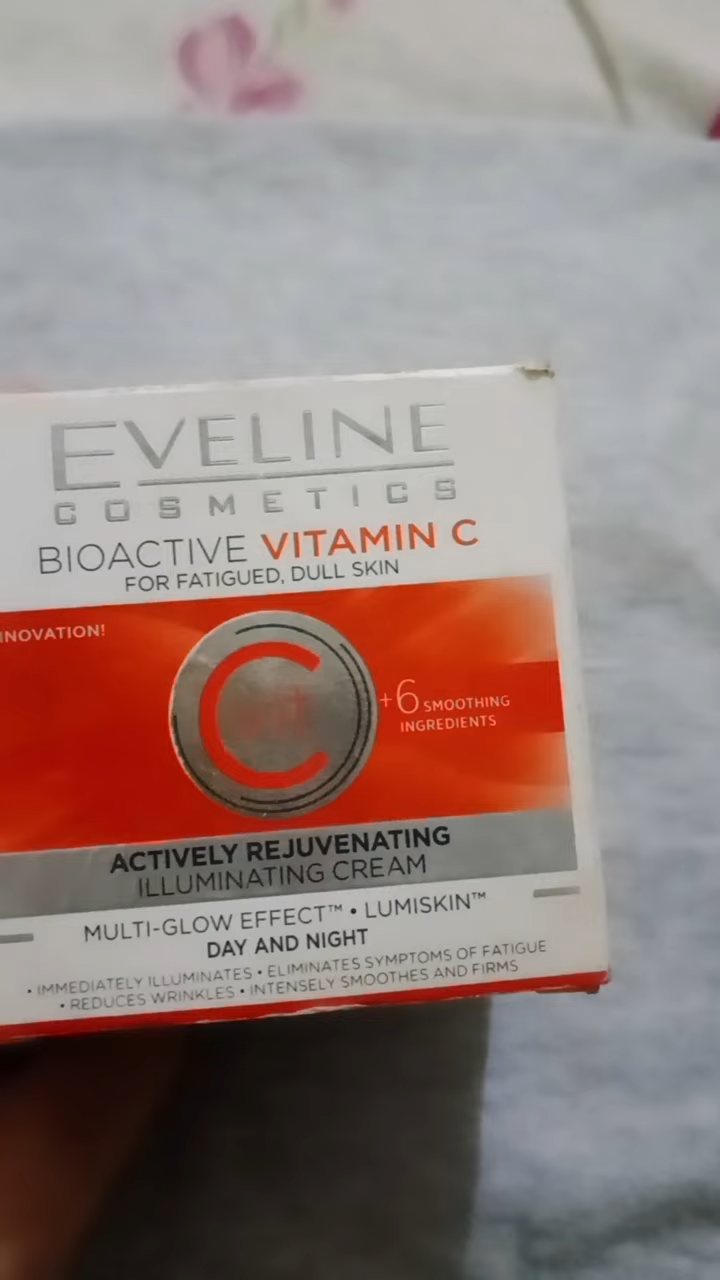 EVELINE
COSMETICS
BIOACTIVE VITAMIN C
FOR FATIGUED, DULL SKIN
NNOVATION!
C
+6 SMOOTHING
INGREDIENTS
ACTIVELY REJUVENATING
ILLUMINATING CREAM
MULTI-GLOW EFFECT™ • LUMISKIN™
DAY AND NIGHT
• IMMEDIATELY ILLUMINATES • ELIMINATES SYMPTOMS OF FATIGUE
• REDUCES WRINKLES • INTENSELY SMOOTHES AND FIRMS